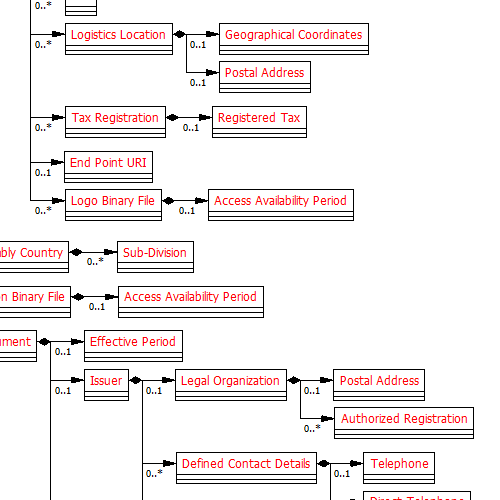 0..*
Logistics Location
0..*
0..1
Geographical Coordinates
0..1
Postal Address
Tax Registration
0..*
0..1
Registered Tax
End Point URI
0..1
Logo Binary File
0..*
0..1
Access Availability Period
Country
0..*
Sub-Division
Binary File
0..1
Access Availability Period
0..1
Effective Period
0..1
Issuer
0..1
Legal Organization
0..1
Postal Address
0..*
Authorized Registration
0..*
Defined Contact Details
0..1
Telephone
Direct Telephone